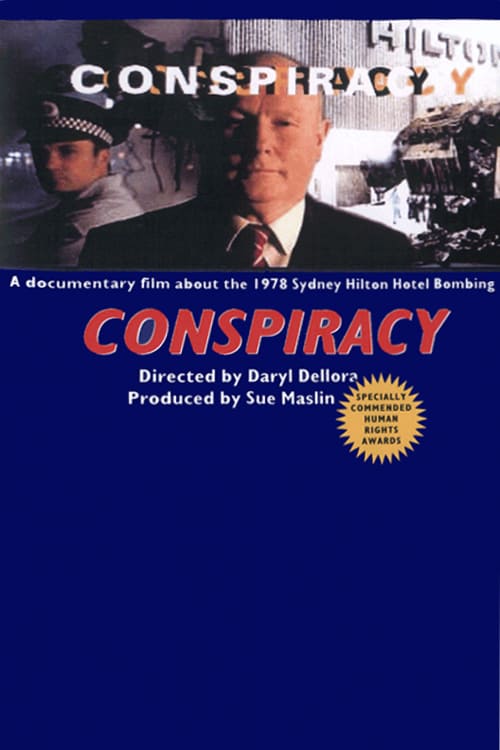 HILTON
CONSPIRACY
A documentary film about the 1978 Sydney Hilton Hotel Bombing
CONSPIRACY
Directed by Daryl Dellora
Produced by Sue Maslin
SPECIALLY
COMMENDED
HUMAN
RIGHTS
AWARDS